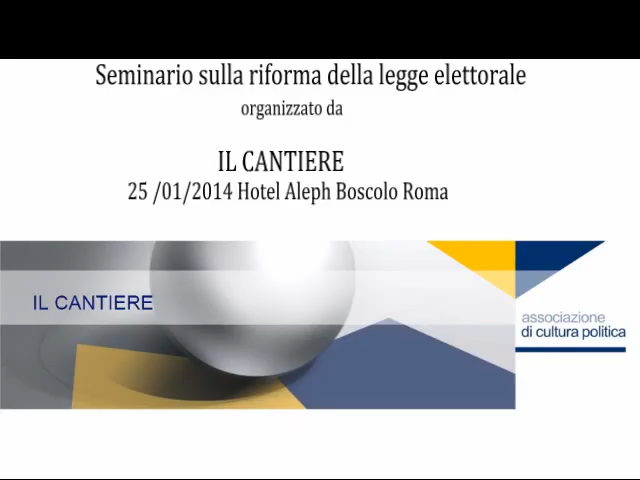 Seminario sulla riforma della legge elettorale
organizzato da
IL CANTIERE
25 /01/2014 Hotel Aleph Boscolo Roma
IL CANTIERE
associazione
di cultura politica